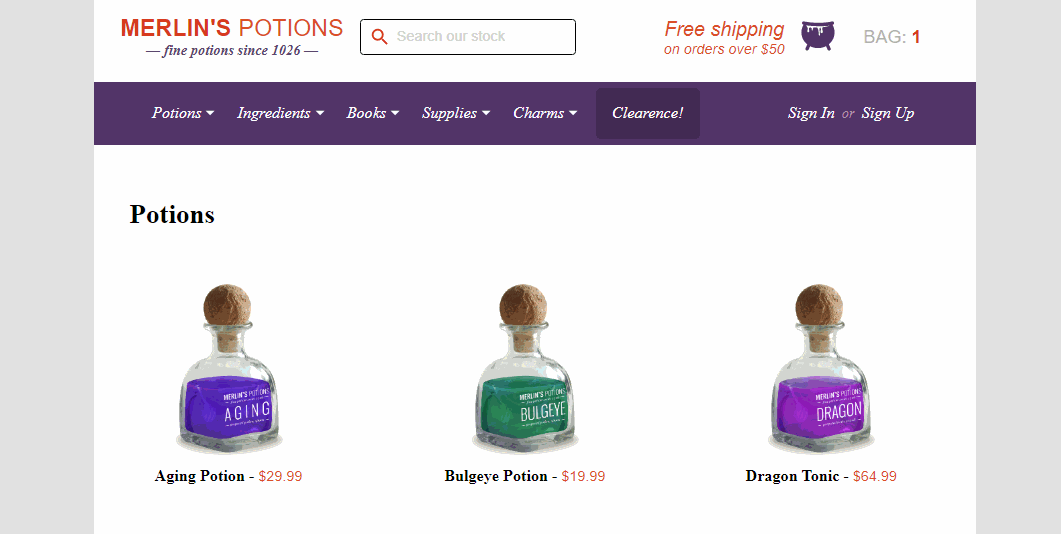 MERLIN'S POTIONS
— fine potions since 1026 —
Search our stock
Free shipping
on orders over $50
BAG: 1
Potions
Ingredients
Books
Supplies
Charms
Clearence!
Sign In or Sign Up
Potions
MERLIN'S POTIONS
AGING
MERLIN'S POTIONS
BULGEYE
MERLIN'S POTIONS
DRAGON
Aging Potion - $29.99
Bulgeye Potion - $19.99
Dragon Tonic - $64.99